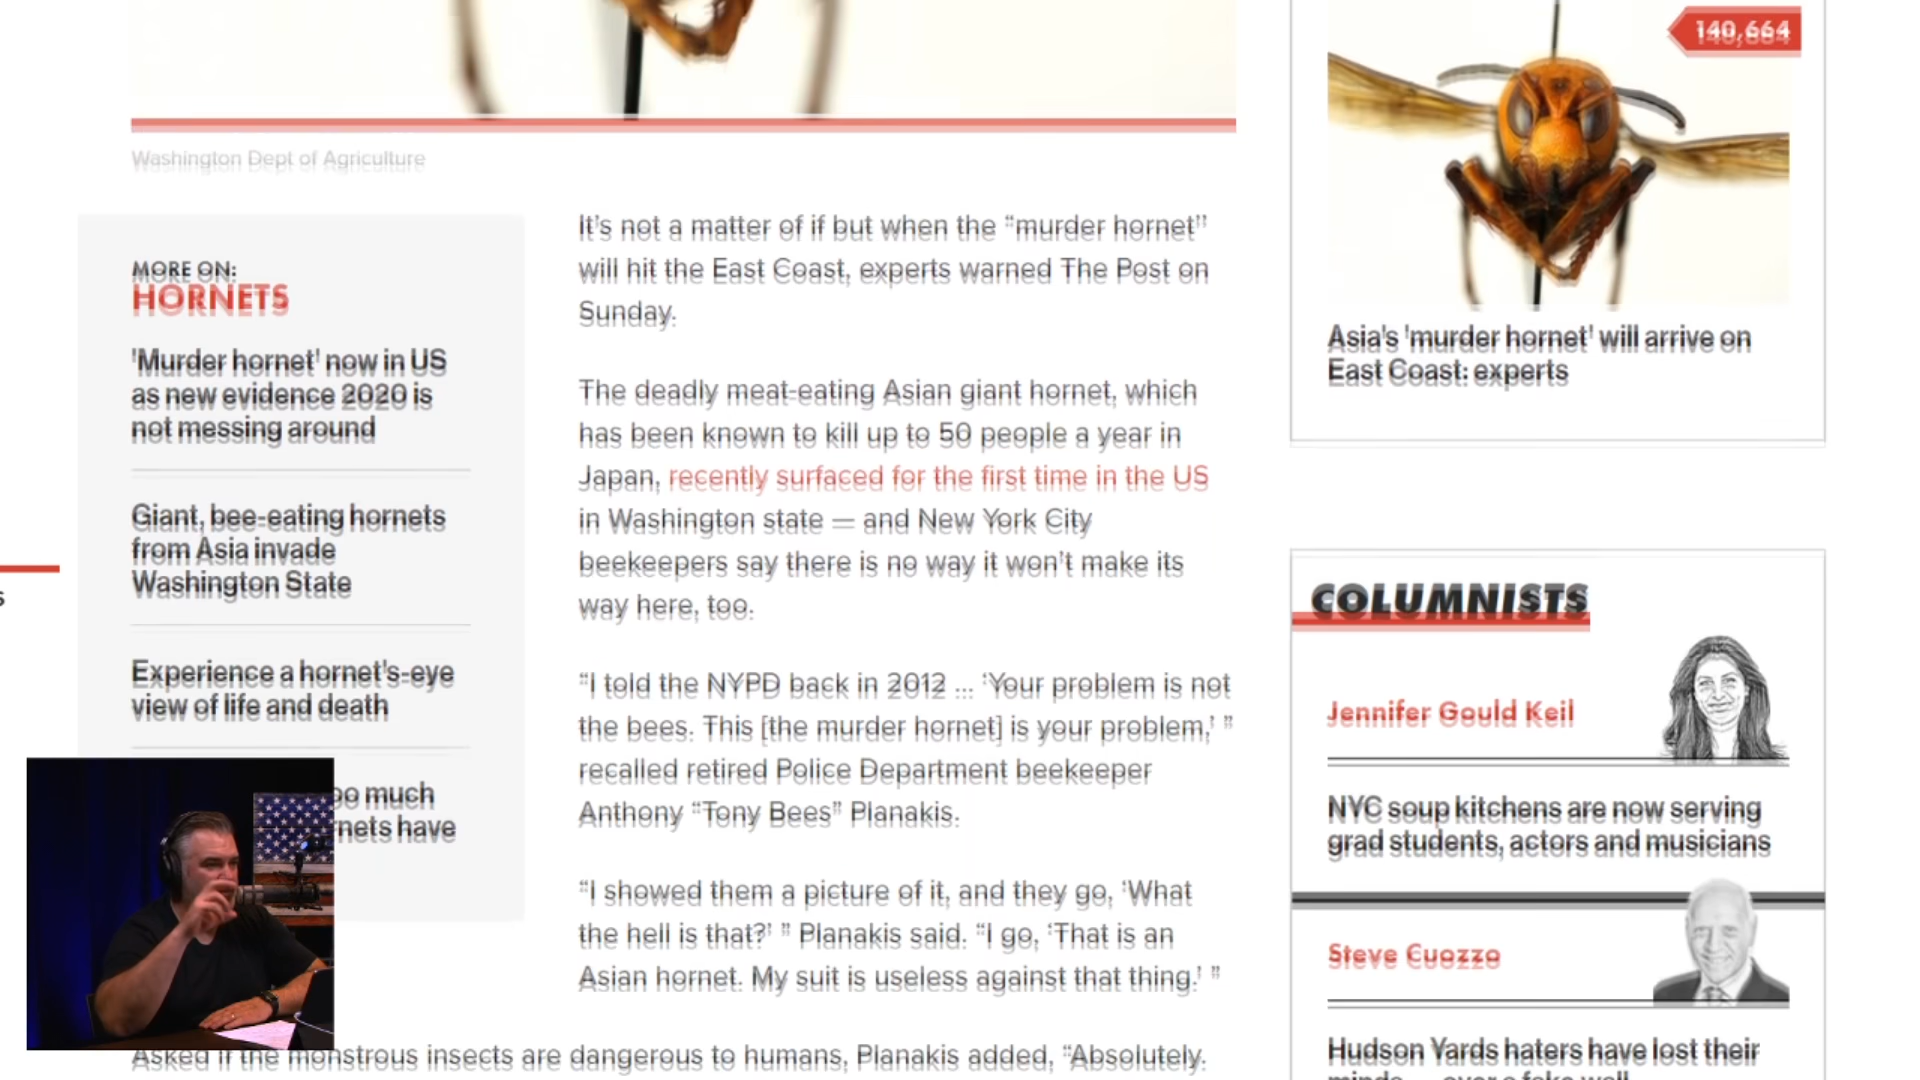 140,664
Washington Dept of Agriculture
MORE ON:
HORNETS
'Murder hornet' now in US
as new evidence 2020 is
not messing around
Giant, bee-eating hornets
from Asia invade
Washington State
Experience a hornet's-eye
view of life and death
oo much
rnets have
It's not a matter of if but when the “murder hornet”
will hit the East Coast, experts warned The Post on
Sunday.
The deadly meat-eating Asian giant hornet, which
has been known to kill up to 50 people a year in
Japan, recently surfaced for the first time in the US
in Washington state — and New York City
beekeepers say there is no way it won't make its
way here, too.
“I told the NYPD back in 2012 … ‘Your problem is not
the bees. This [the murder hornet] is your problem,’ ”
recalled retired Police Department beekeeper
Anthony “Tony Bees” Planakis.
“I showed them a picture of it, and they go, ‘What
the hell is that?’ ” Planakis said. “I go, ‘That is an
Asian hornet. My suit is useless against that thing.’ ”
Asked if the monstrous insects are dangerous to humans, Planakis added, “Absolutely.
Asia's 'murder hornet' will arrive on
East Coast: experts
COLUMNISTS
Jennifer Gould Keil
NYC soup kitchens are now serving
grad students, actors and musicians
Steve Cuozzo
Hudson Yards haters have lost their